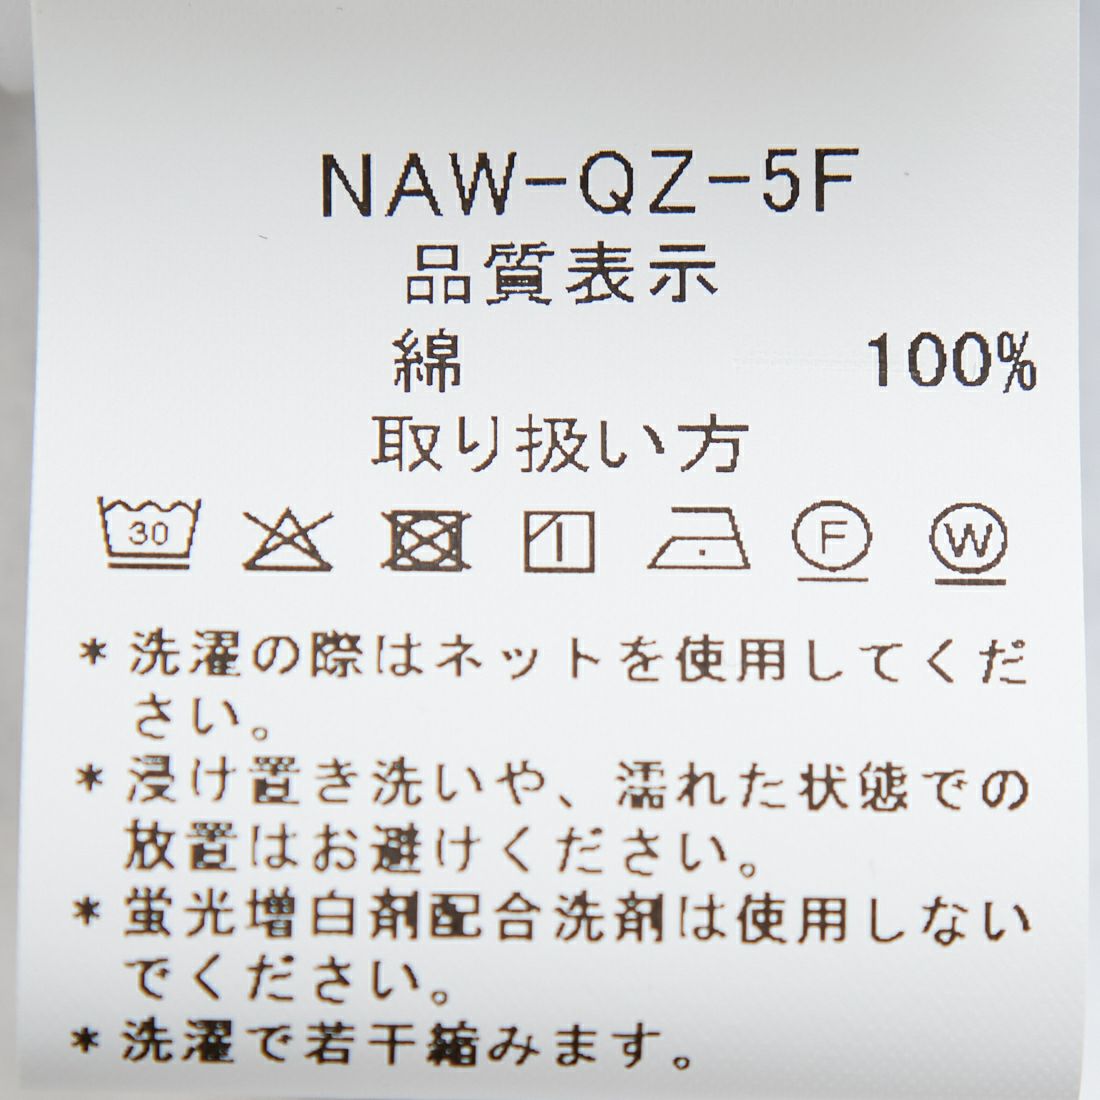 NAW-QZ-5F
品質表示
綿 100%
取り扱い方
30 F W
*洗濯の際はネットを使用してくだ
さい。
*浸け置き洗いや、濡れた状態での
放置はお避けください。
*蛍光増白剤配合洗剤は使用しない
でください。
*洗濯で若干縮みます。